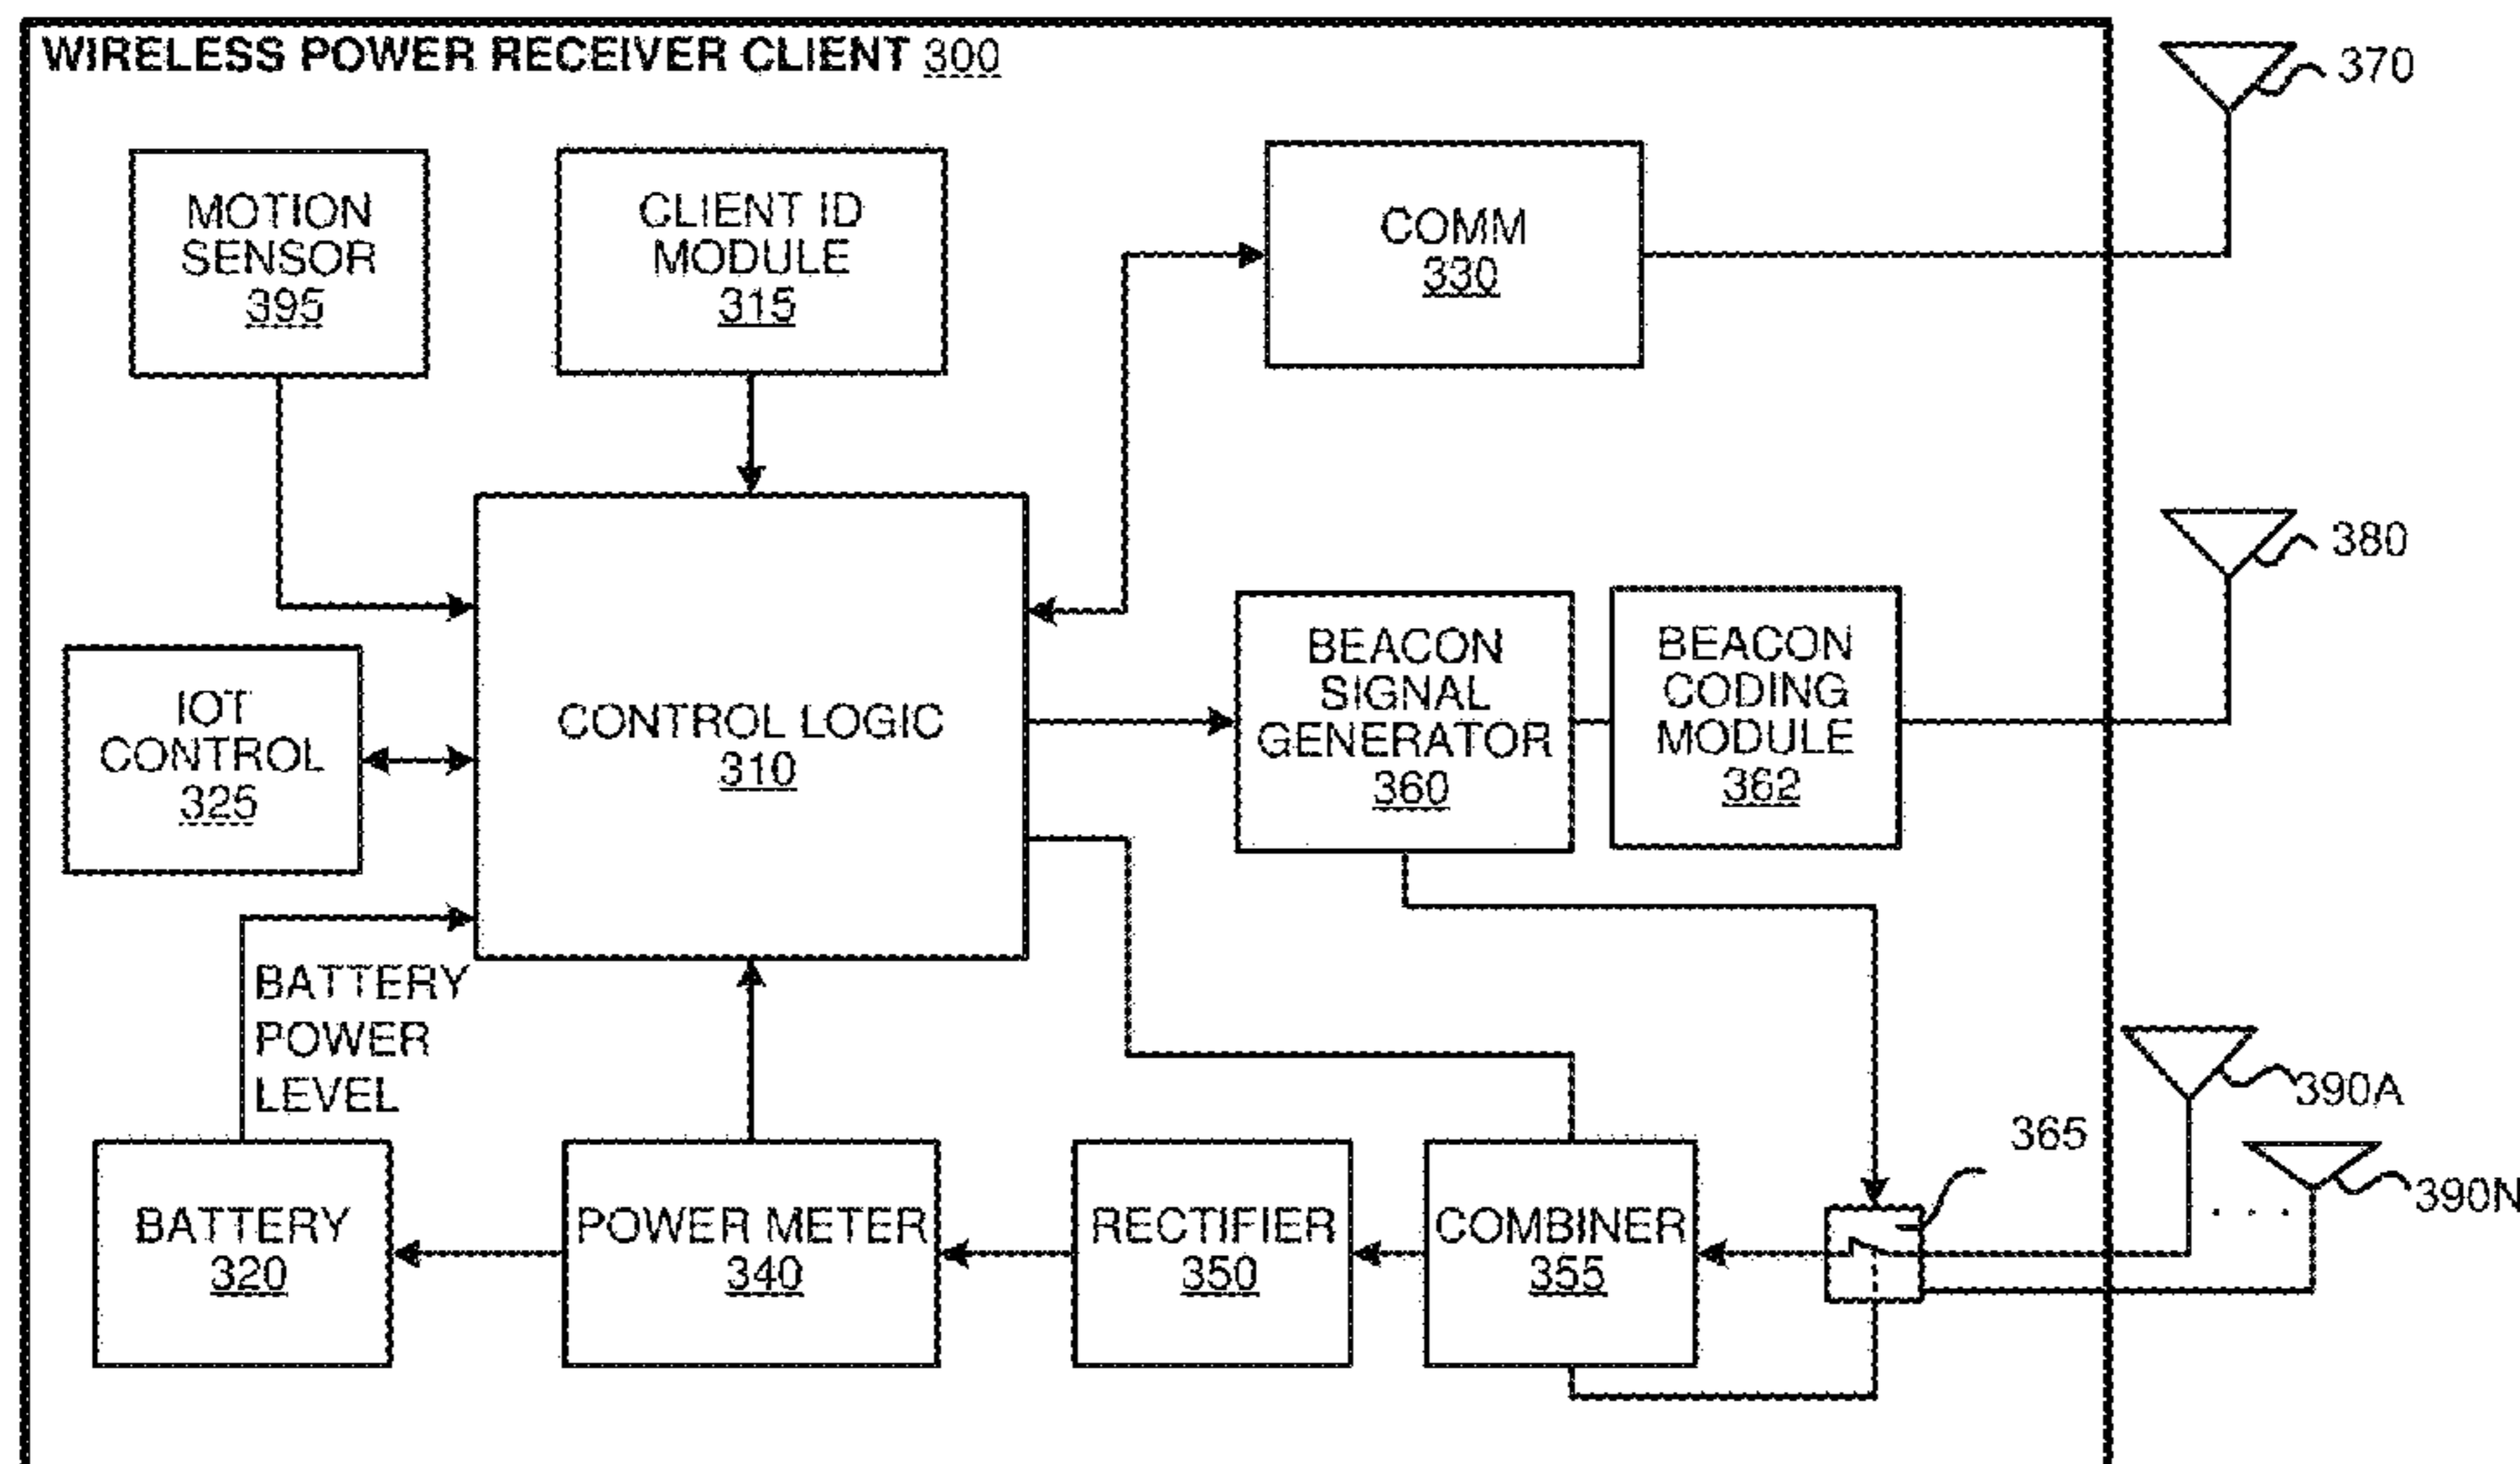 WIRELESS POWER RECEIVER CLIENT 300
370
MOTION
SENSOR
395
CLIENT ID
MODULE
315
COMM
330
380
IOT
CONTROL
325
CONTROL LOGIC
310
BEACON
SIGNAL
GENERATOR
360
BEACON
CODING
MODULE
362
BATTERY
POWER
LEVEL
390A
365
390N
BATTERY
320
POWER METER
340
RECTIFIER
350
COMBINER
355